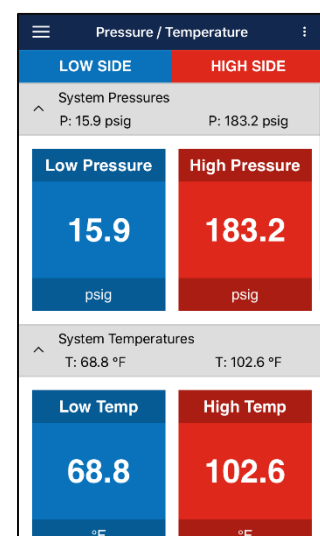 Pressure / Temperature
LOW SIDE HIGH SIDE
System Pressures
P: 15.9 psig P: 183.2 psig
Low Pressure High Pressure
15.9 183.2
psig psig
System Temperatures
T: 68.8 °F T: 102.6 °F
Low Temp High Temp
68.8 102.6
°F °F